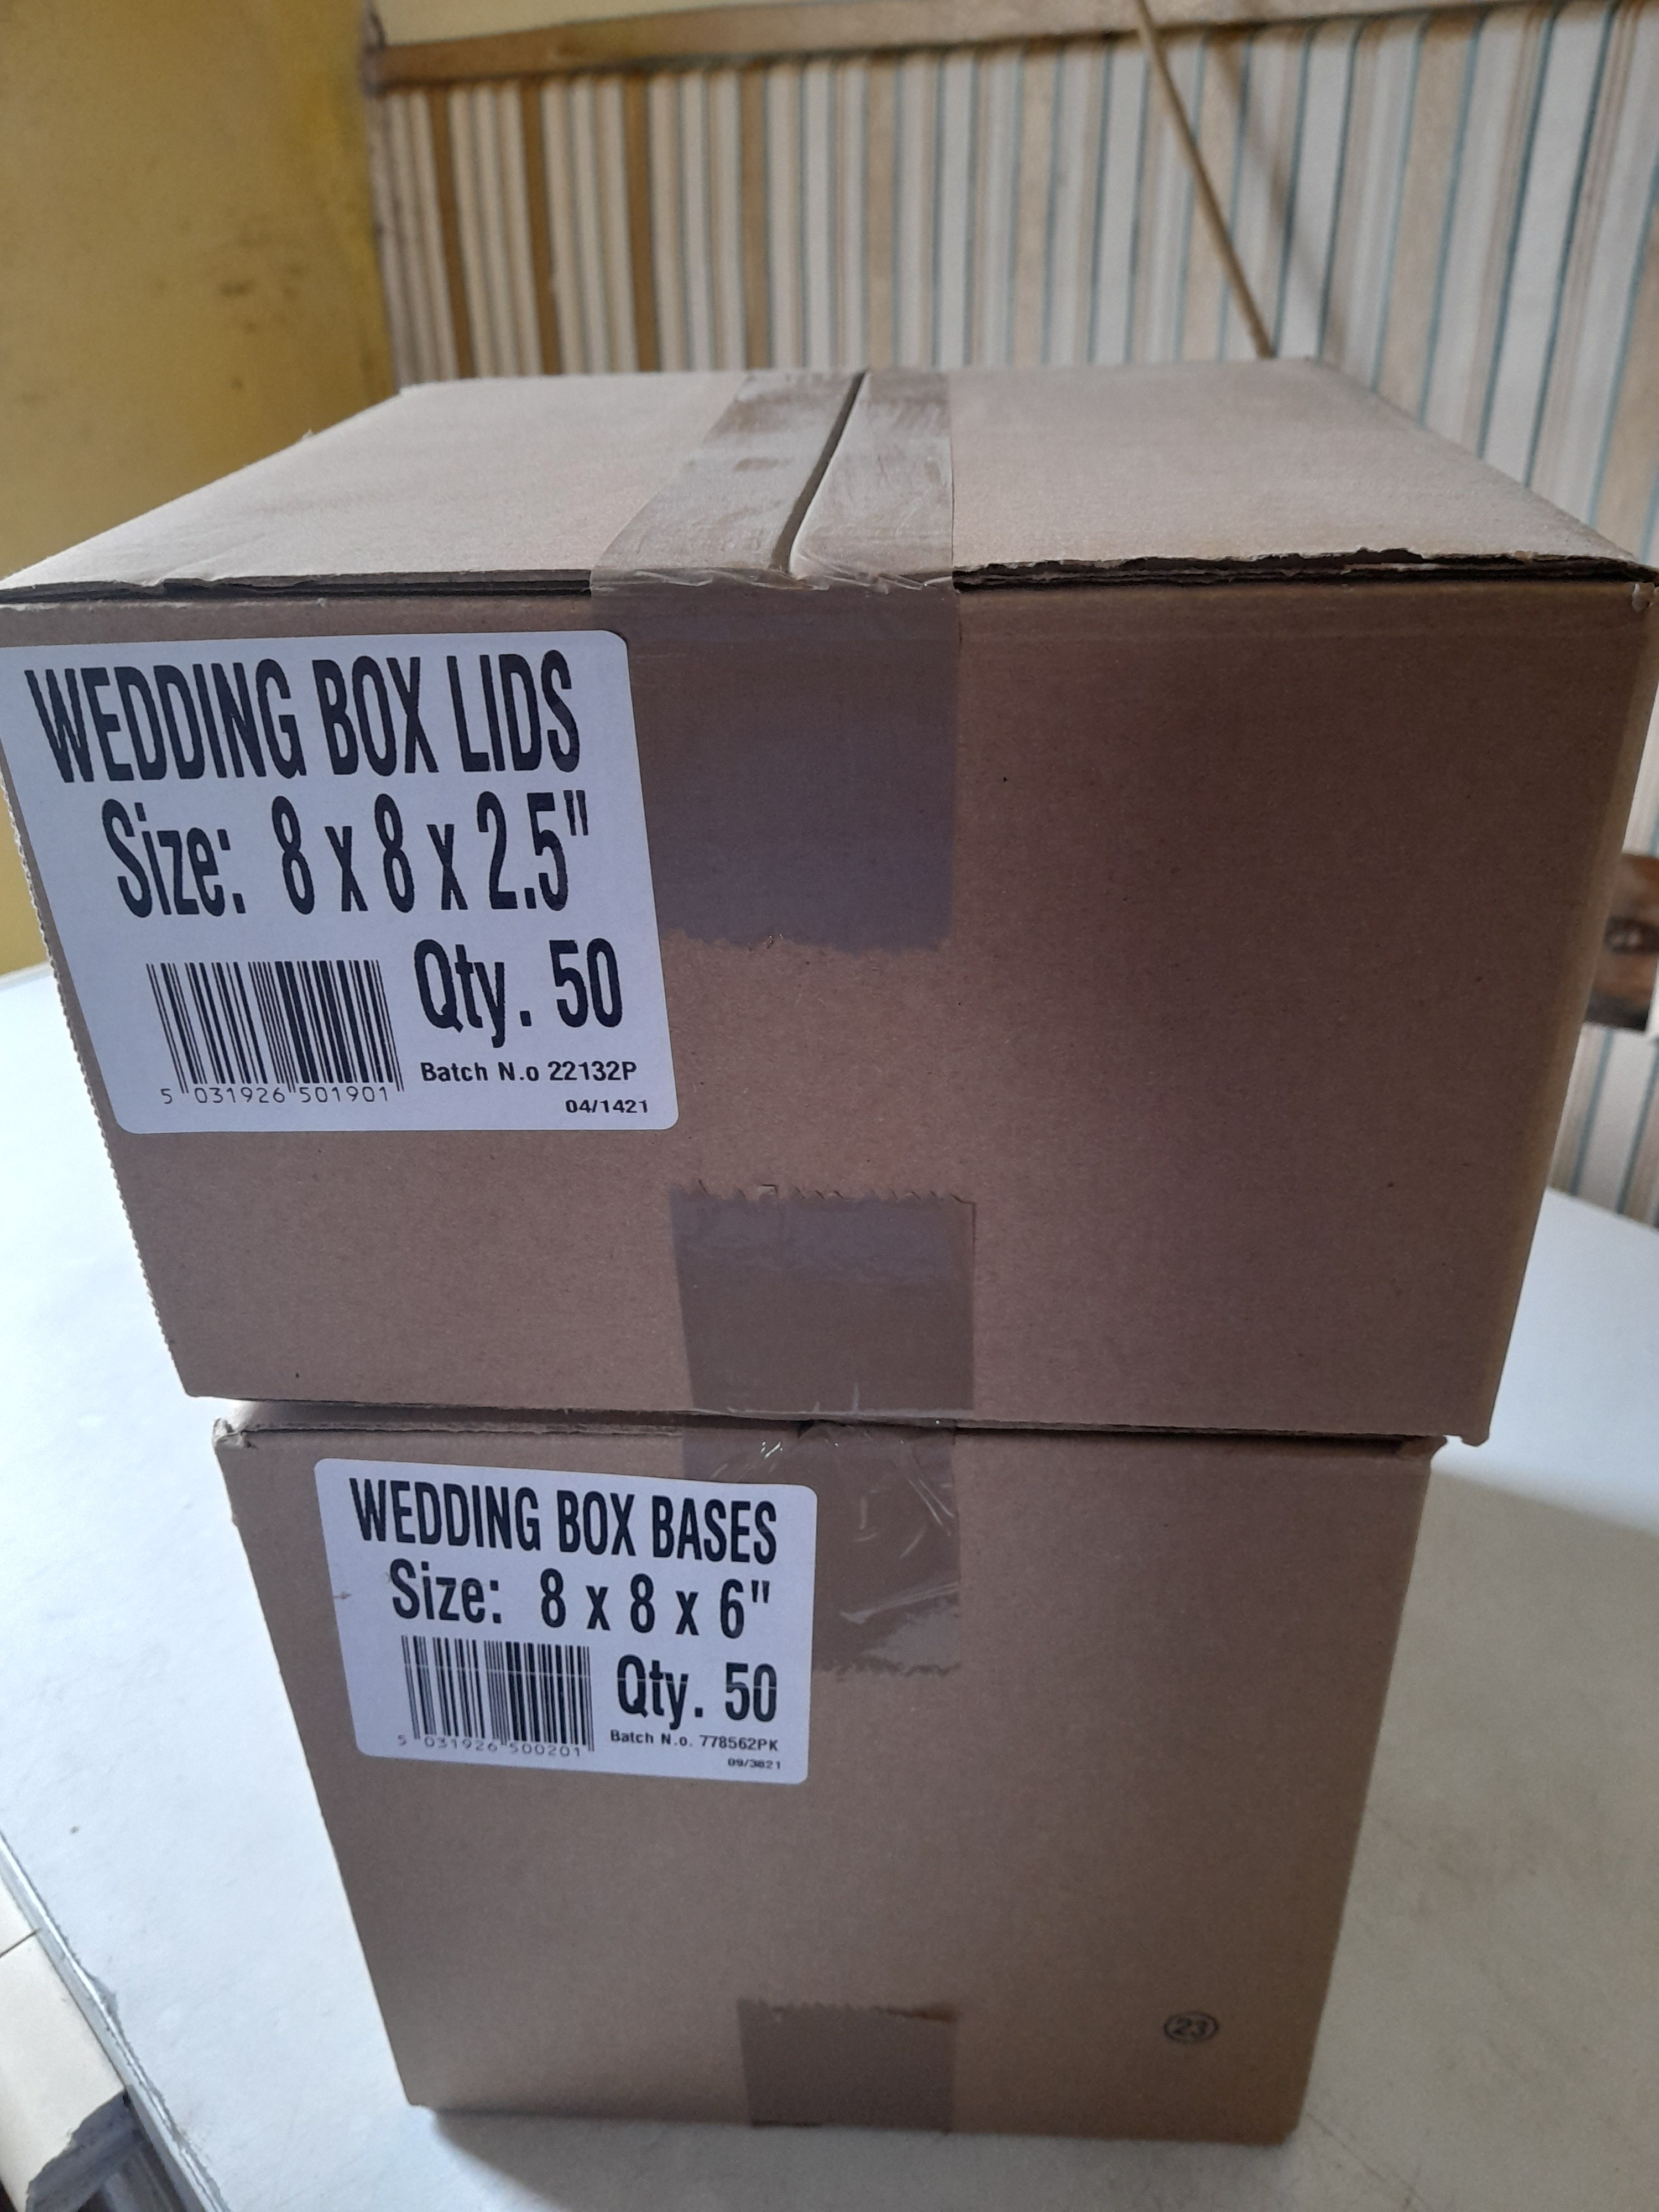 WEDDING BOX LIDS
Size: 8 x 8 x 2.5"
Qty. 50
5 031926 501901
Batch N.o 22132P
04/1421
WEDDING BOX BASES
Size: 8 x 8 x 6"
Qty. 50
5 031926 500201
Batch N.o. 778562PK
09/3821
23